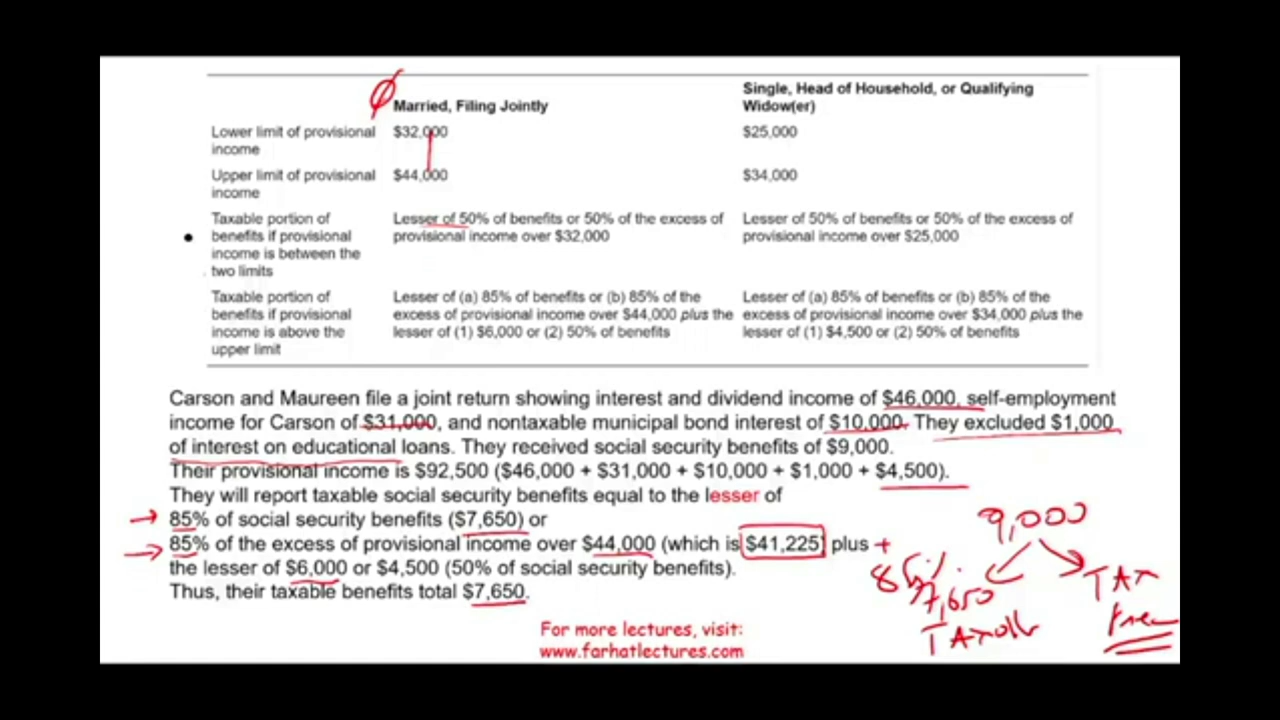 Single, Head of Household, or Qualifying
Married, Filing Jointly
Widow(er)
Lower limit of provisional $32,000 $25,000
income
Upper limit of provisional $44,000 $34,000
income
Taxable portion of Lesser of 50% of benefits or 50% of the excess of Lesser of 50% of benefits or 50% of the excess of
benefits if provisional provisional income over $32,000 provisional income over $25,000
income is between the
two limits
Taxable portion of Lesser of (a) 85% of benefits or (b) 85% of the Lesser of (a) 85% of benefits or (b) 85% of the
benefits if provisional excess of provisional income over $44,000 plus the excess of provisional income over $34,000 plus the
income is above the lesser of (1) $6,000 or (2) 50% of benefits lesser of (1) $4,500 or (2) 50% of benefits
upper limit
Carson and Maureen file a joint return showing interest and dividend income of $46,000, self-employment
income for Carson of $31,000, and nontaxable municipal bond interest of $10,000. They excluded $1,000
of interest on educational loans. They received social security benefits of $9,000.
Their provisional income is $92,500 ($46,000 + $31,000 + $10,000 + $1,000 + $4,500).
They will report taxable social security benefits equal to the lesser of
85% of social security benefits ($7,650) or
85% of the excess of provisional income over $44,000 (which is $41,225) plus +
the lesser of $6,000 or $4,500 (50% of social security benefits).
Thus, their taxable benefits total $7,650.
9,000
85%
7,650
TAX
Free
For more lectures, visit:
www.farhatlectures.com